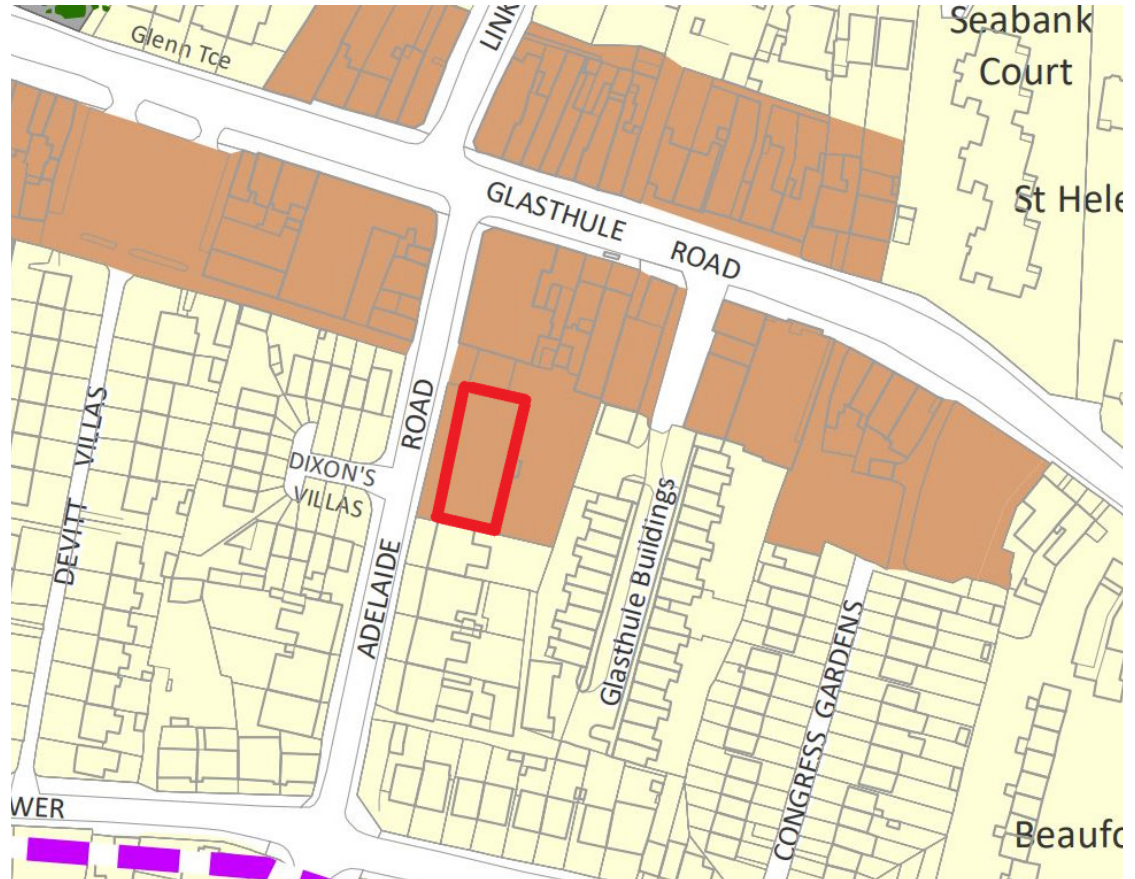 Seabank
Court
Glenn Tce
LINK
St Hele
GLASTHULE ROAD
ADELAIDE ROAD
DIXON'S
VILLAS
DEVITT VILLAS
Glasthule Buildings
CONGRESS GARDENS
WER
Beaufo